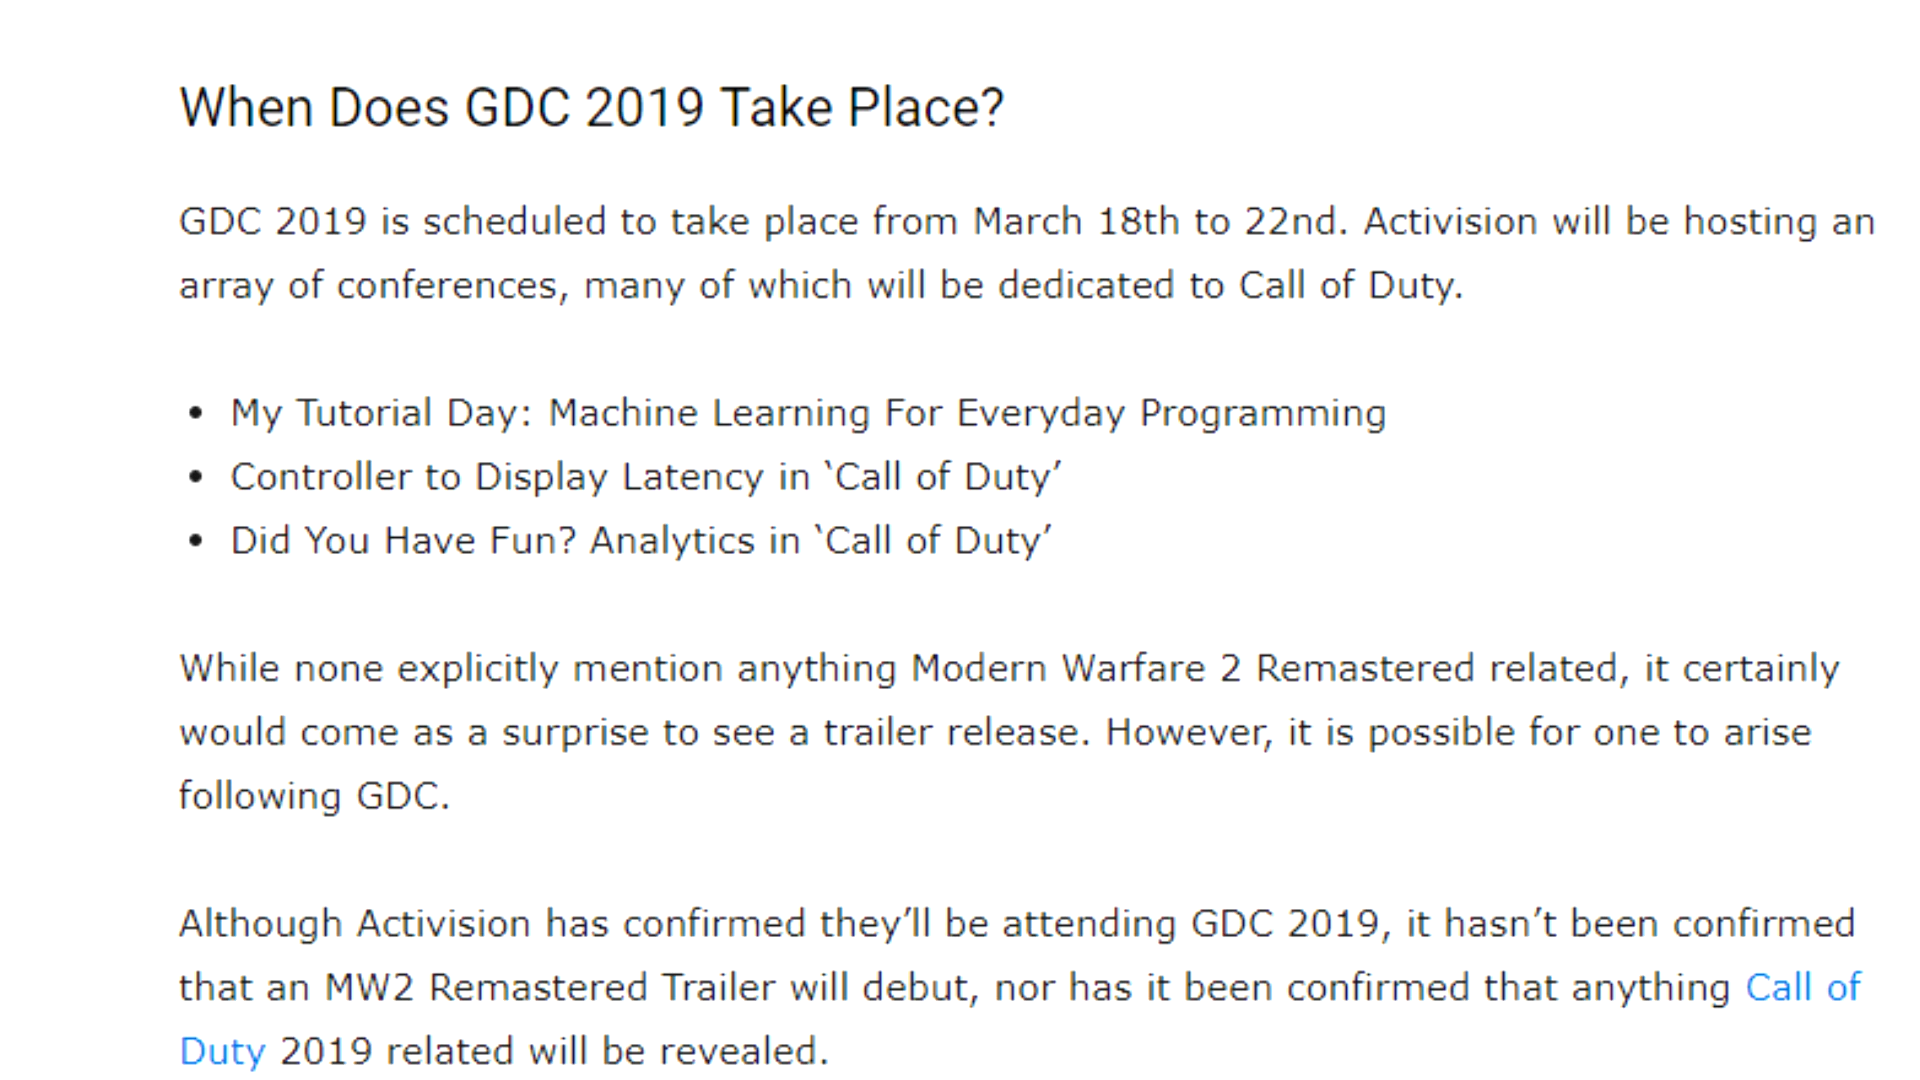 When Does GDC 2019 Take Place?
GDC 2019 is scheduled to take place from March 18th to 22nd. Activision will be hosting an
array of conferences, many of which will be dedicated to Call of Duty.
• My Tutorial Day: Machine Learning For Everyday Programming
• Controller to Display Latency in ‘Call of Duty’
• Did You Have Fun? Analytics in ‘Call of Duty’
While none explicitly mention anything Modern Warfare 2 Remastered related, it certainly
would come as a surprise to see a trailer release. However, it is possible for one to arise
following GDC.
Although Activision has confirmed they’ll be attending GDC 2019, it hasn’t been confirmed
that an MW2 Remastered Trailer will debut, nor has it been confirmed that anything Call of
Duty 2019 related will be revealed.